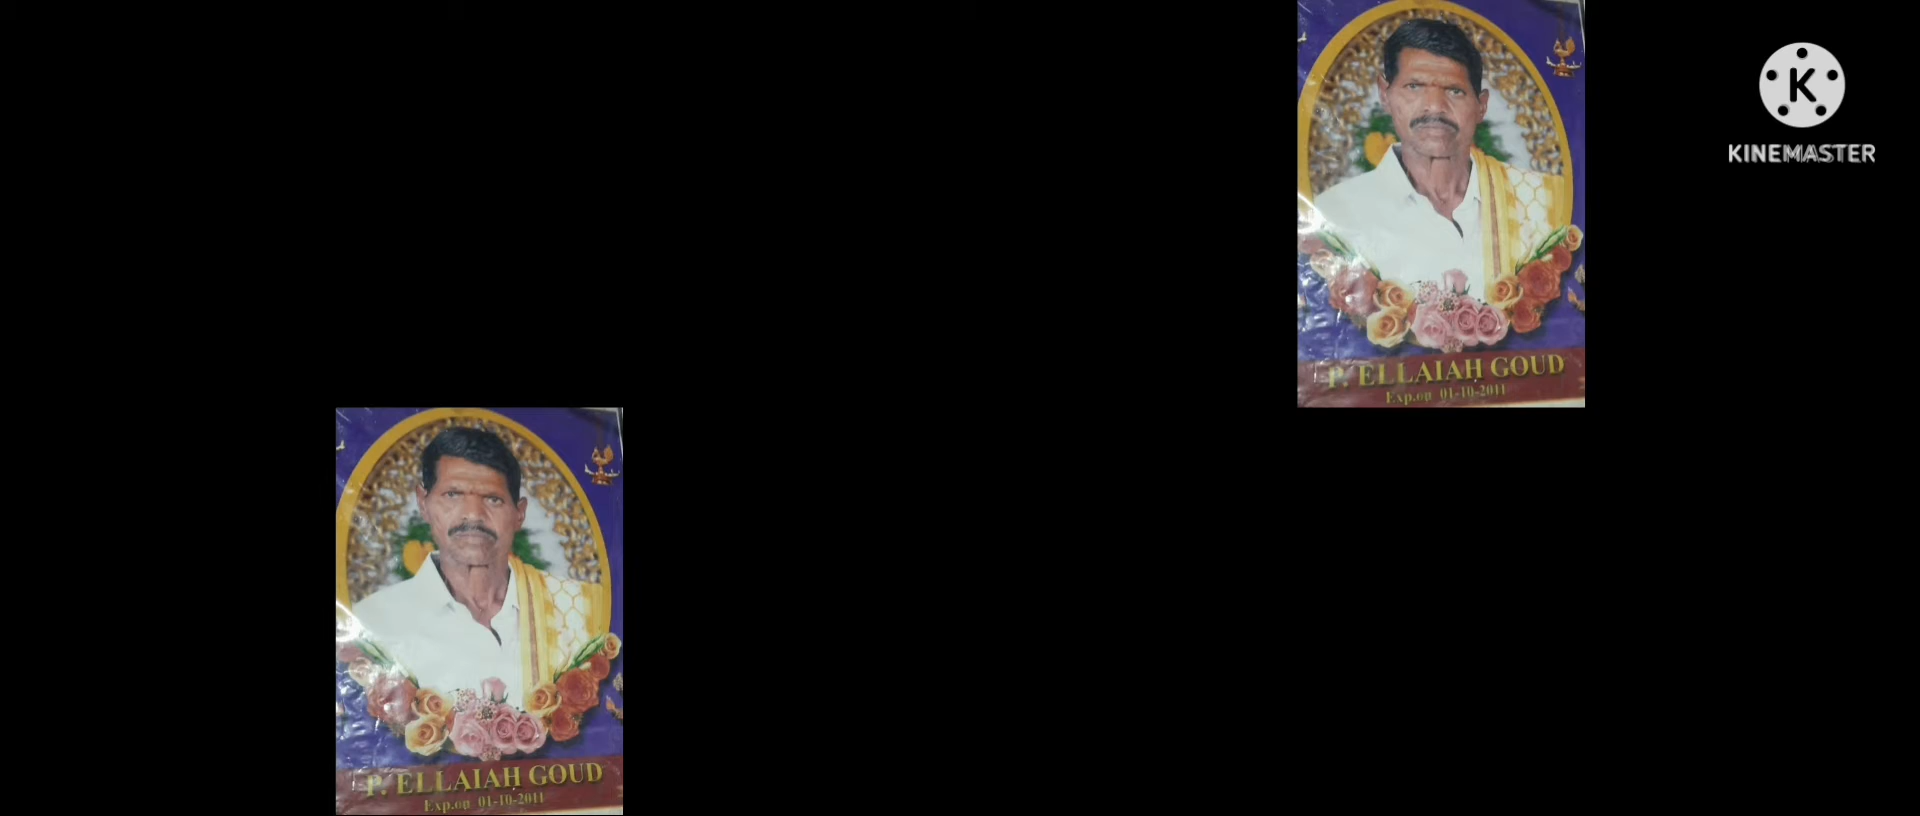 P. ELLAIAH GOUD
Exp.on 01-10-2011
KINEMASTER
P. ELLAIAH GOUD
Exp.on 01-10-2011